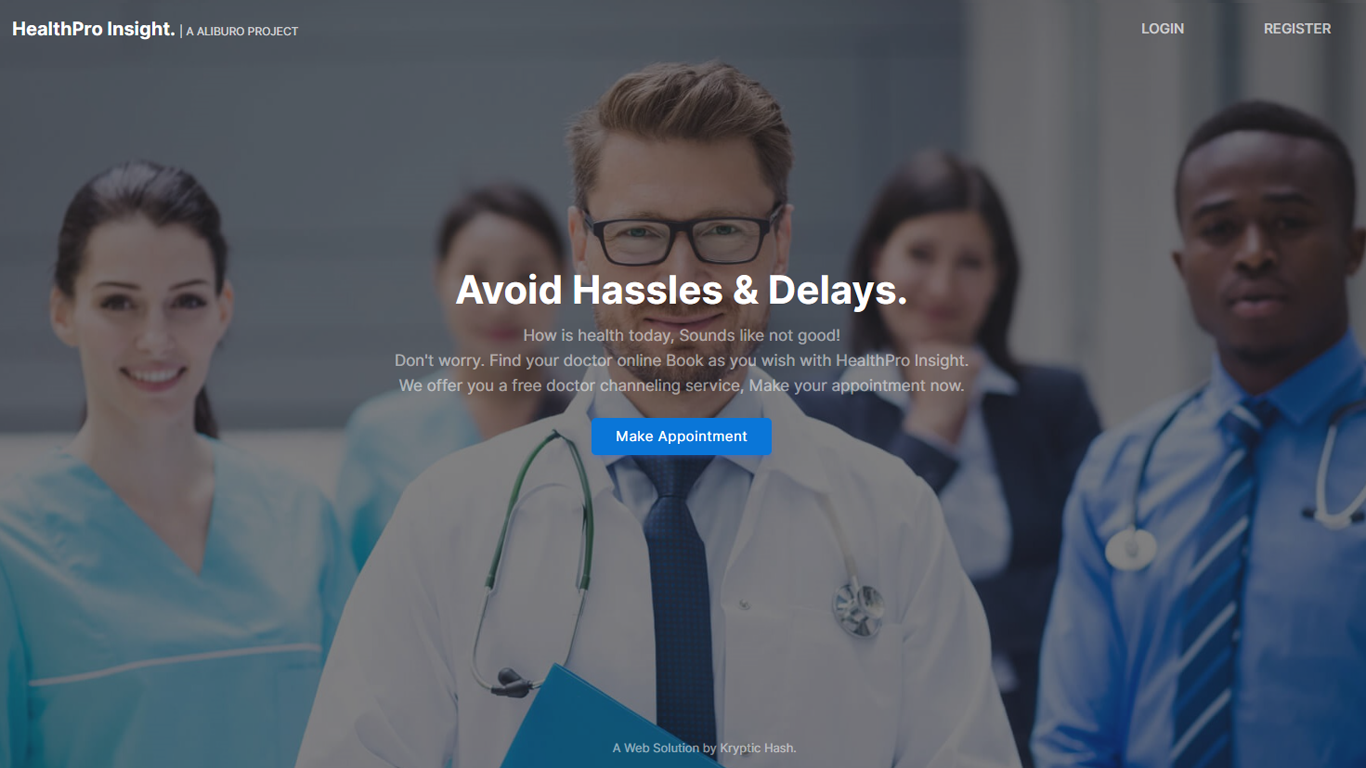 HealthPro Insight. | A ALIBURO PROJECT
LOGIN
REGISTER
Avoid Hassles & Delays.
How is health today, Sounds like not good!
Don't worry. Find your doctor online Book as you wish with HealthPro Insight.
We offer you a free doctor channeling service, Make your appointment now.
Make Appointment
A Web Solution by Kryptic Hash.